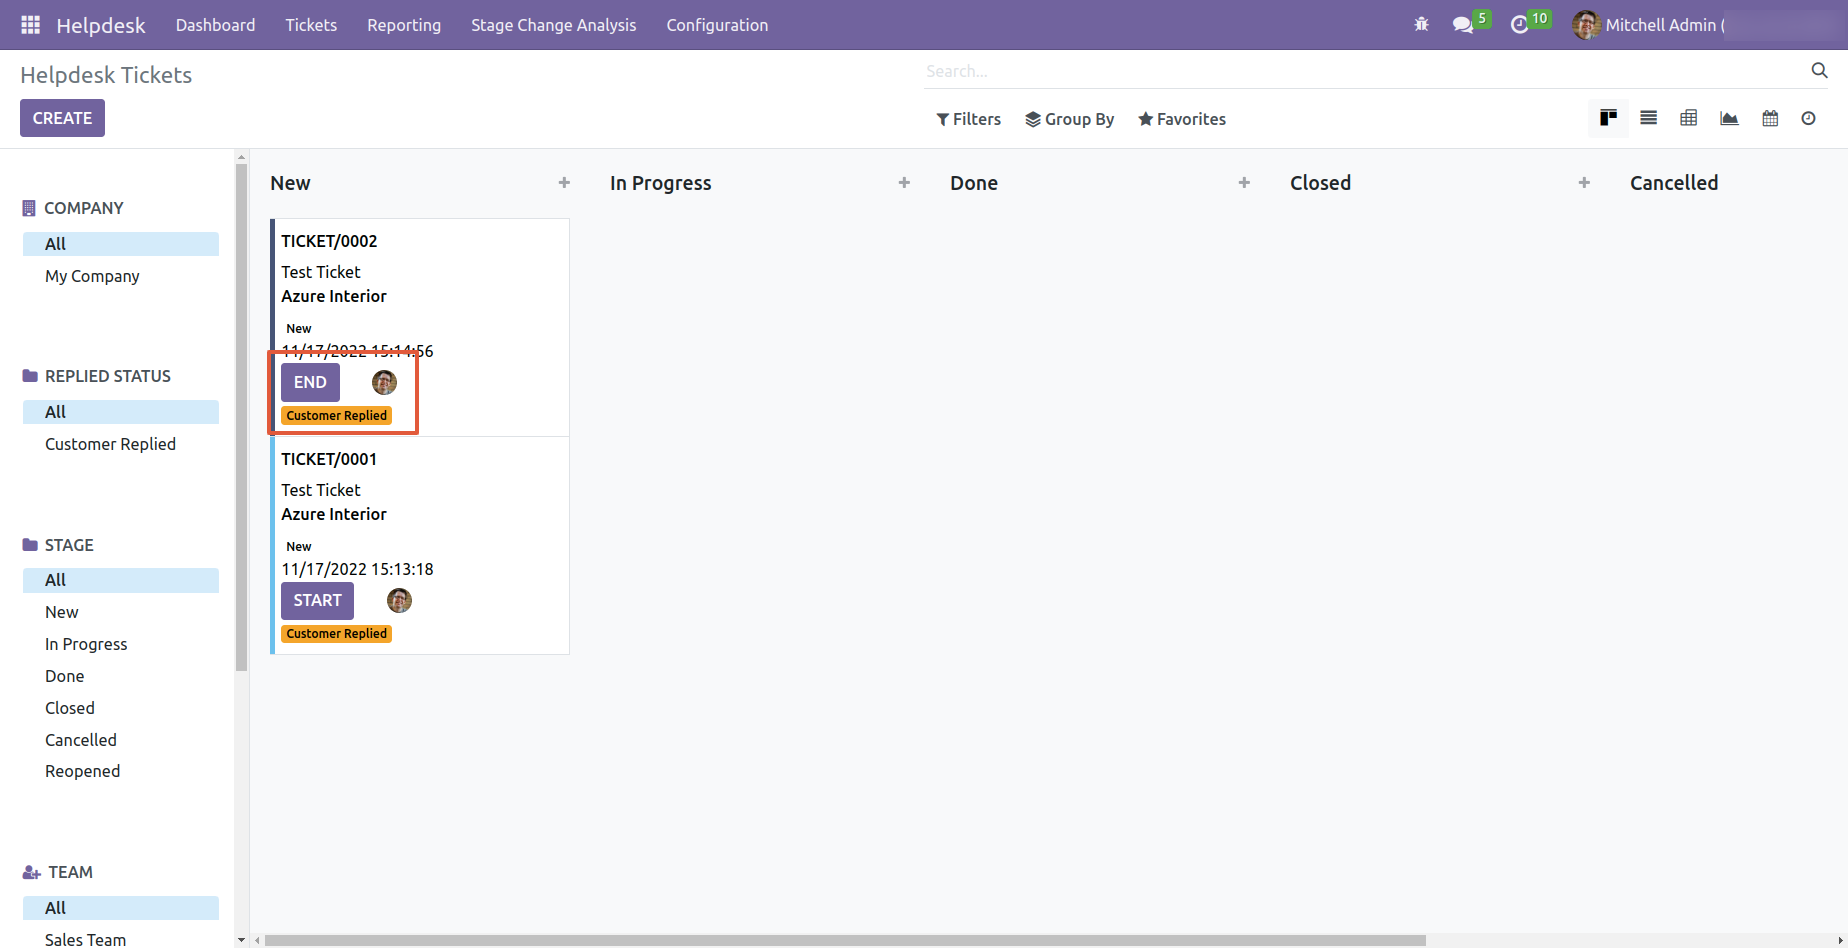 Helpdesk Dashboard Tickets Reporting Stage Change Analysis Configuration 5 10 Mitchell Admin (
Helpdesk Tickets
Search...
CREATE
Filters Group By Favorites
COMPANY
All
My Company
REPLIED STATUS
All
Customer Replied
STAGE
All
New
In Progress
Done
Closed
Cancelled
Reopened
TEAM
All
Sales Team
New In Progress Done Closed Cancelled
TICKET/0002
Test Ticket
Azure Interior
New
11/17/2022 15:14:56
END
Customer Replied
TICKET/0001
Test Ticket
Azure Interior
New
11/17/2022 15:13:18
START
Customer Replied